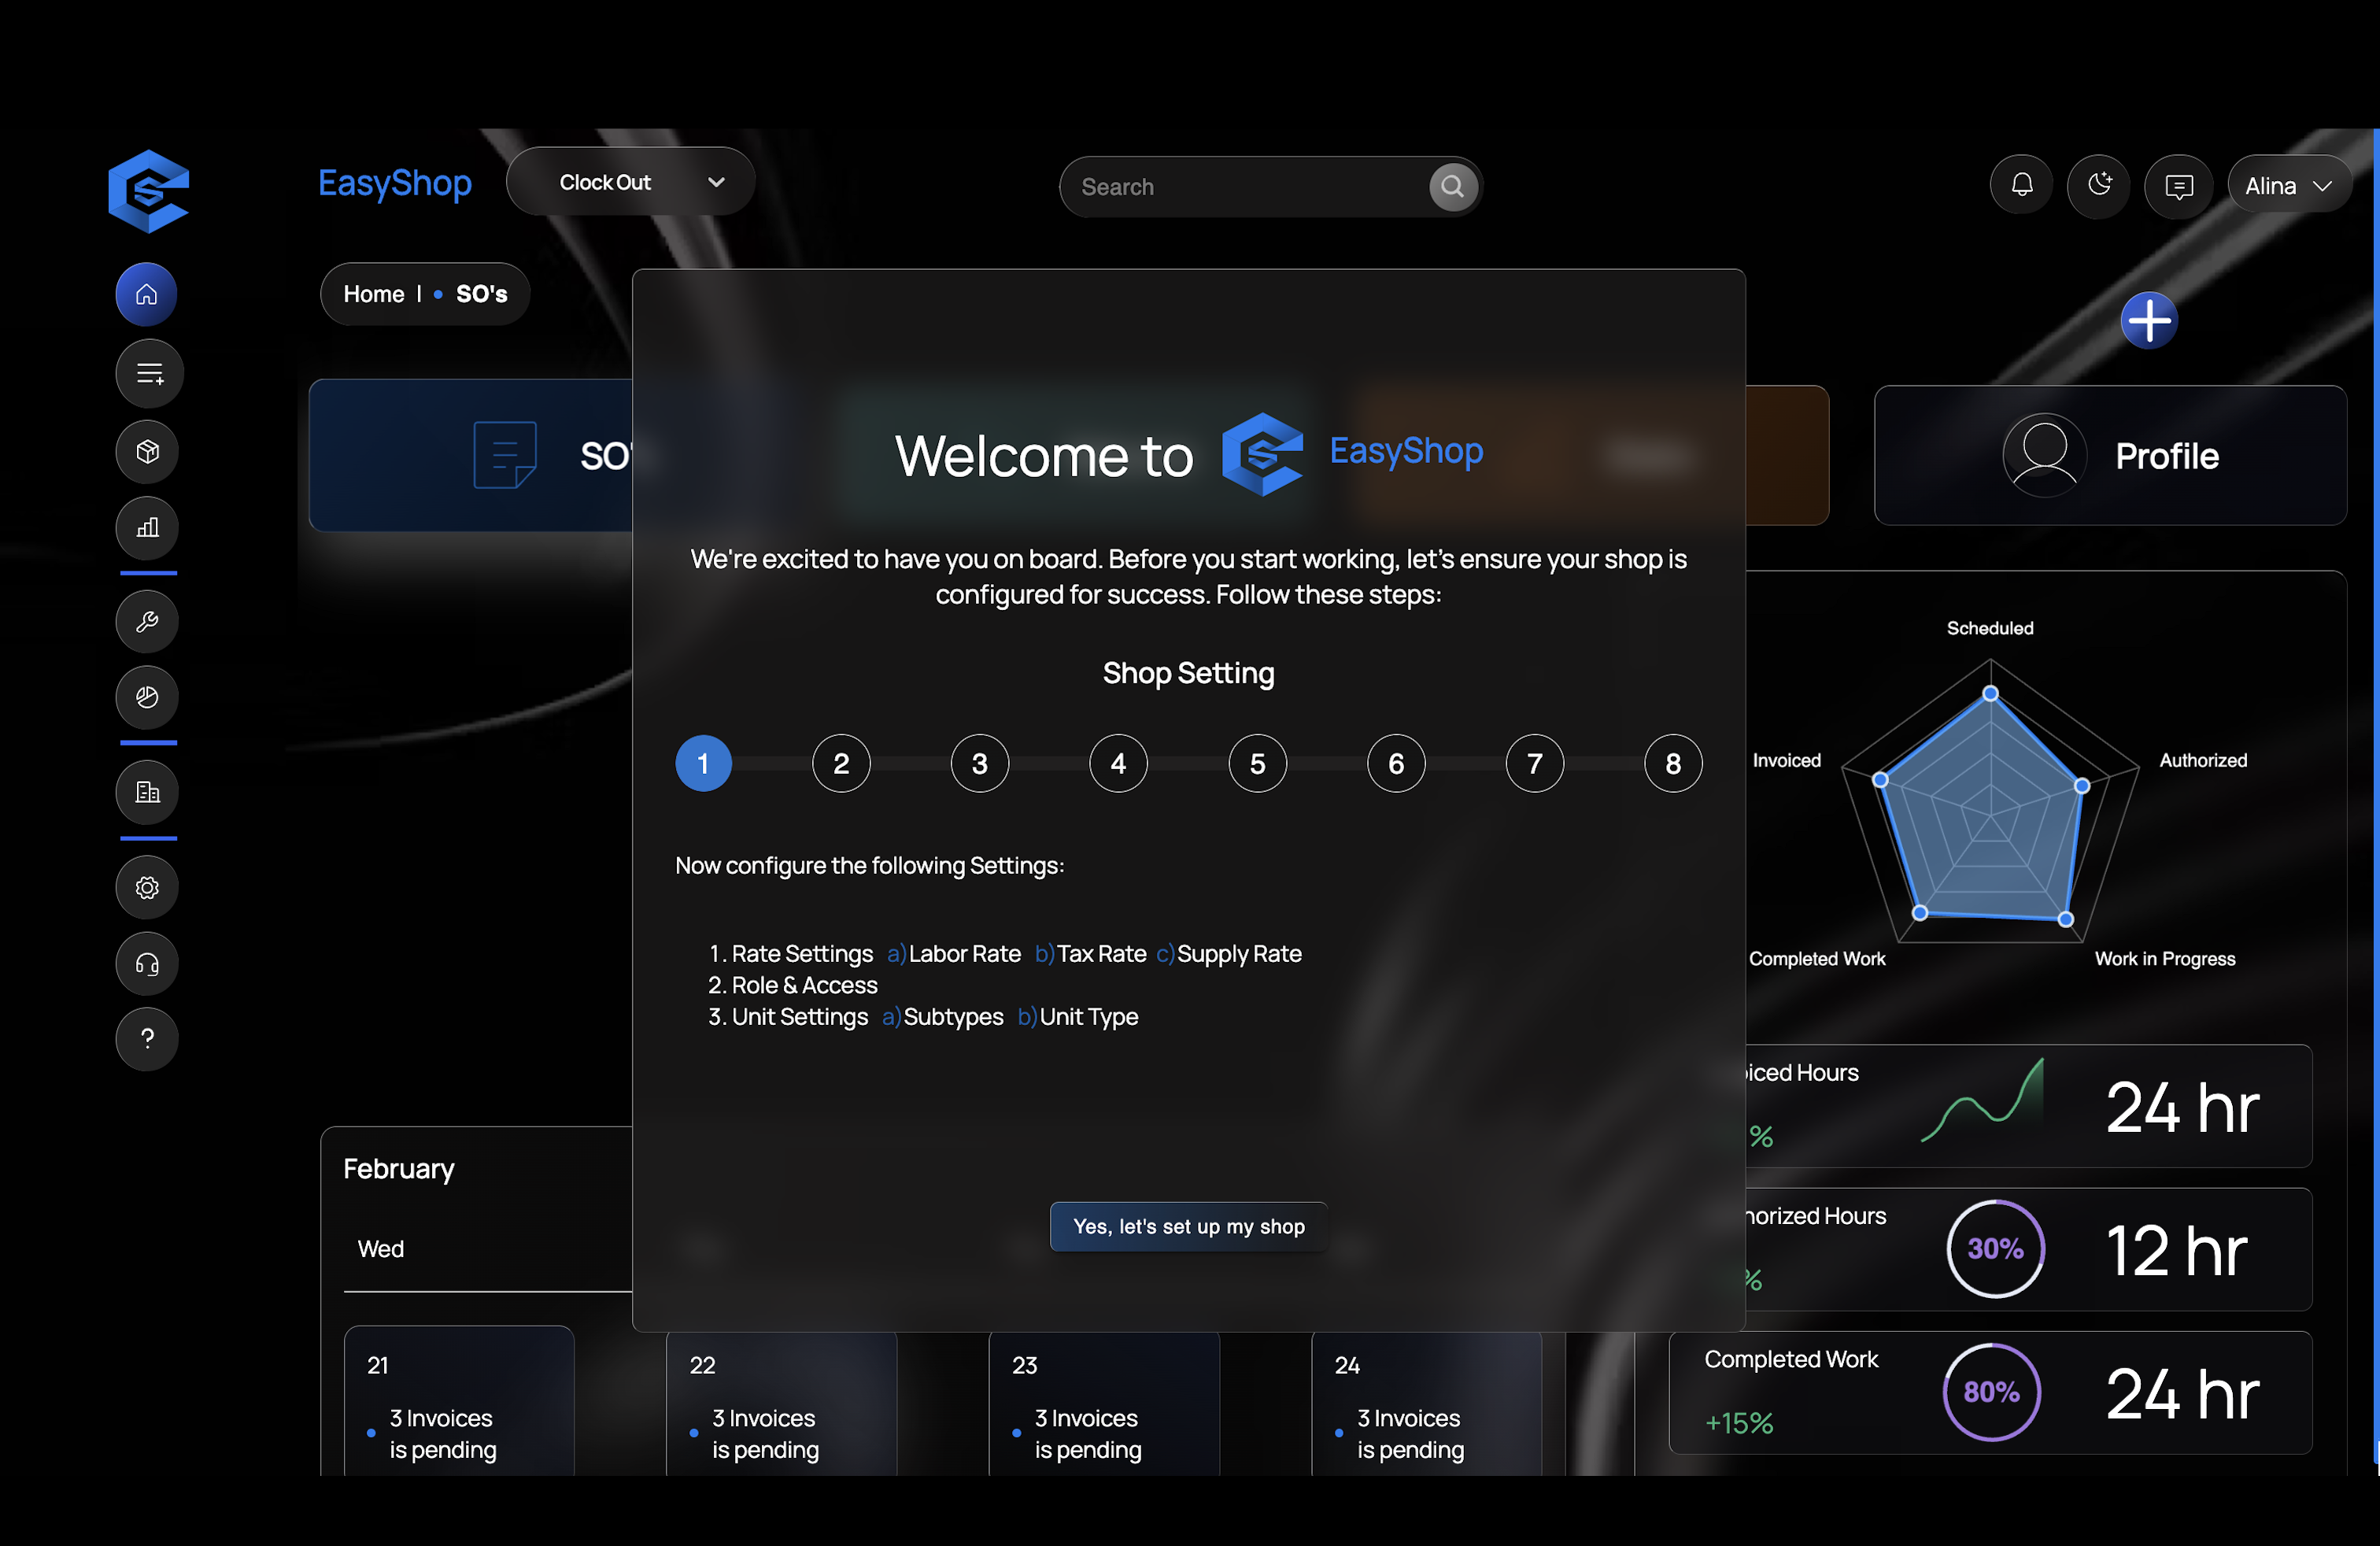 EasyShop
Clock Out
Search
Alina
Home | • SO's
SO'
Profile
Welcome to EasyShop
We're excited to have you on board. Before you start working, let's ensure your shop is
configured for success. Follow these steps:
Shop Setting
1 2 3 4 5 6 7 8
Now configure the following Settings:
1. Rate Settings a)Labor Rate b)Tax Rate c)Supply Rate
2. Role & Access
3. Unit Settings a)Subtypes b)Unit Type
Yes, let's set up my shop
Scheduled
Invoiced
Authorized
Completed Work
Work in Progress
Hours
%
24 hr
Hours
%
30%
12 hr
Completed Work
+15%
80%
24 hr
February
Wed
21
3 Invoices
is pending
22
3 Invoices
is pending
23
3 Invoices
is pending
24
3 Invoices
is pending
?